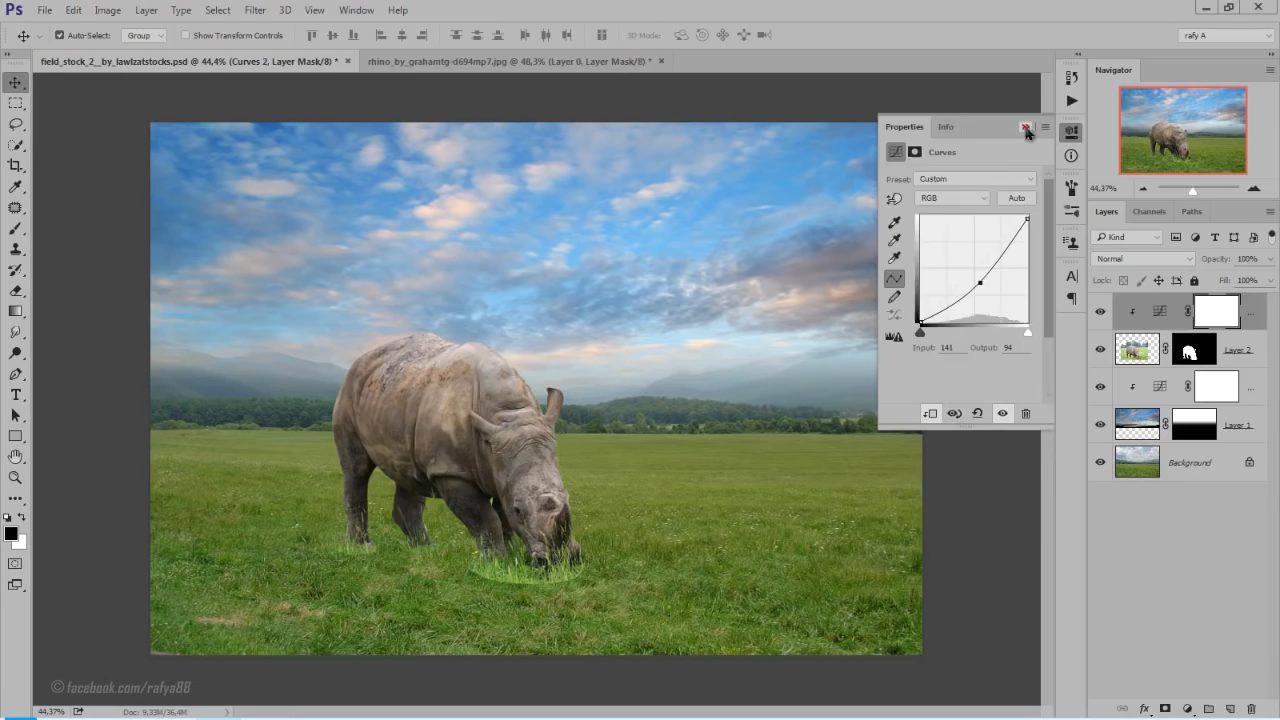 Ps File Edit Image Layer Type Select Filter 3D View Window Help
Auto-Select: Group Show Transform Controls 3D Mode: rafy A
field_stock_2__by_lawlzatstocks.psd @ 44,4% (Curves 2, Layer Mask/8) * × rhino_by_grahamtg-d694mp7.jpg @ 48,3% (Layer 0, Layer Mask/8) * ×
Navigator
44,37%
Properties Info
Curves
Preset: Custom
RGB Auto
Input: 141 Output: 94
Layers Channels Paths
Kind
Normal Opacity: 100%
Lock: Fill: 100%
...
Layer 2
...
Layer 1
Background
© facebook.com/rafya88
44,37% Doc: 9,33M/36,4M